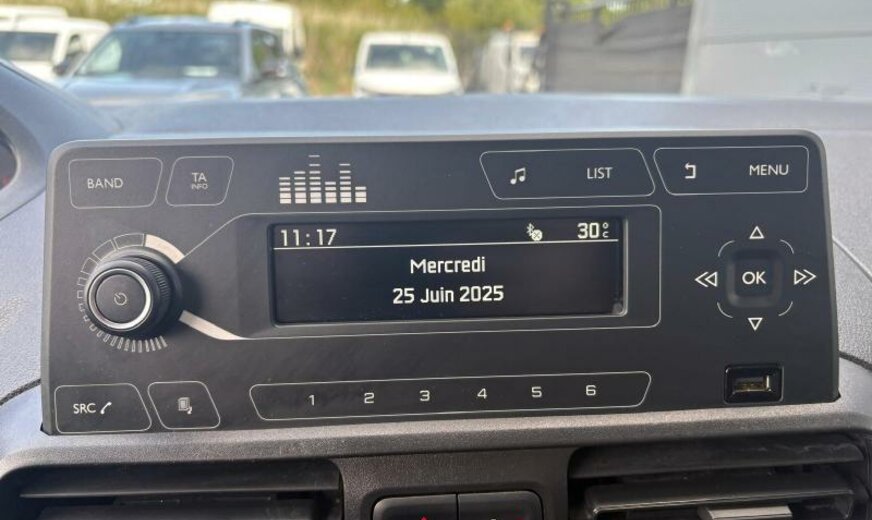 BAND
TA
INFO
LIST
MENU
11:17
30°C
Mercredi
25 Juin 2025
OK
SRC
1 2 3 4 5 6